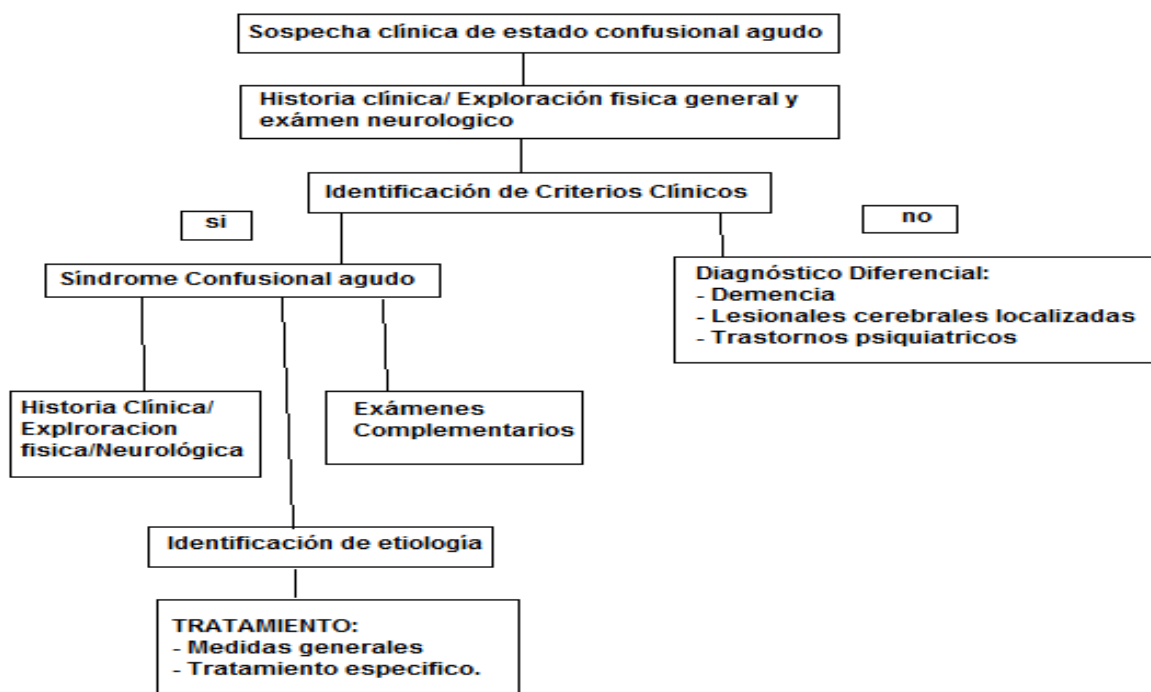 Sospecha clínica de estado confusional agudo
Historia clínica/ Exploración fisica general y
exámen neurologico
Identificación de Criterios Clínicos
si
no
Síndrome Confusional agudo
Diagnóstico Diferencial:
- Demencia
- Lesionales cerebrales localizadas
- Trastornos psiquiatricos
Historia Clínica/
Explroracion
fisica/Neurológica
Exámenes
Complementarios
Identificación de etiología
TRATAMIENTO:
- Medidas generales
- Tratamiento especifico.